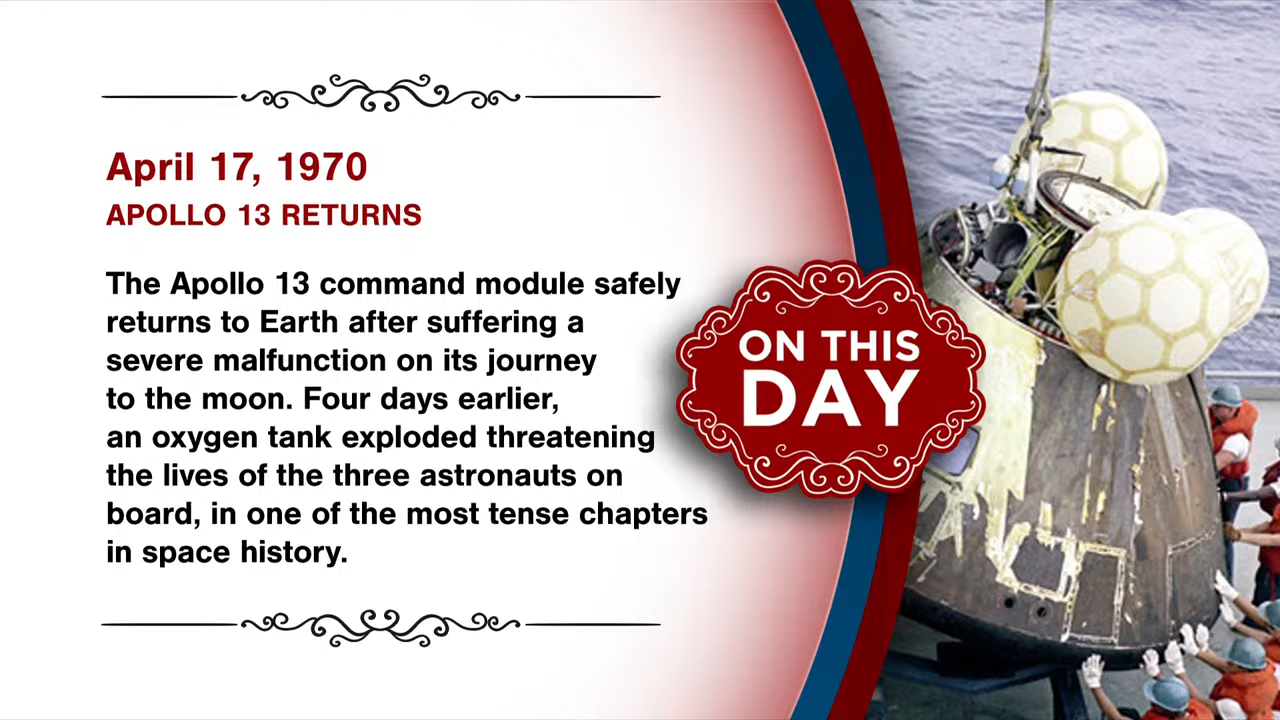 April 17, 1970
APOLLO 13 RETURNS
The Apollo 13 command module safely
returns to Earth after suffering a
severe malfunction on its journey
to the moon. Four days earlier,
an oxygen tank exploded threatening
the lives of the three astronauts on
board, in one of the most tense chapters
in space history.
ON THIS
DAY